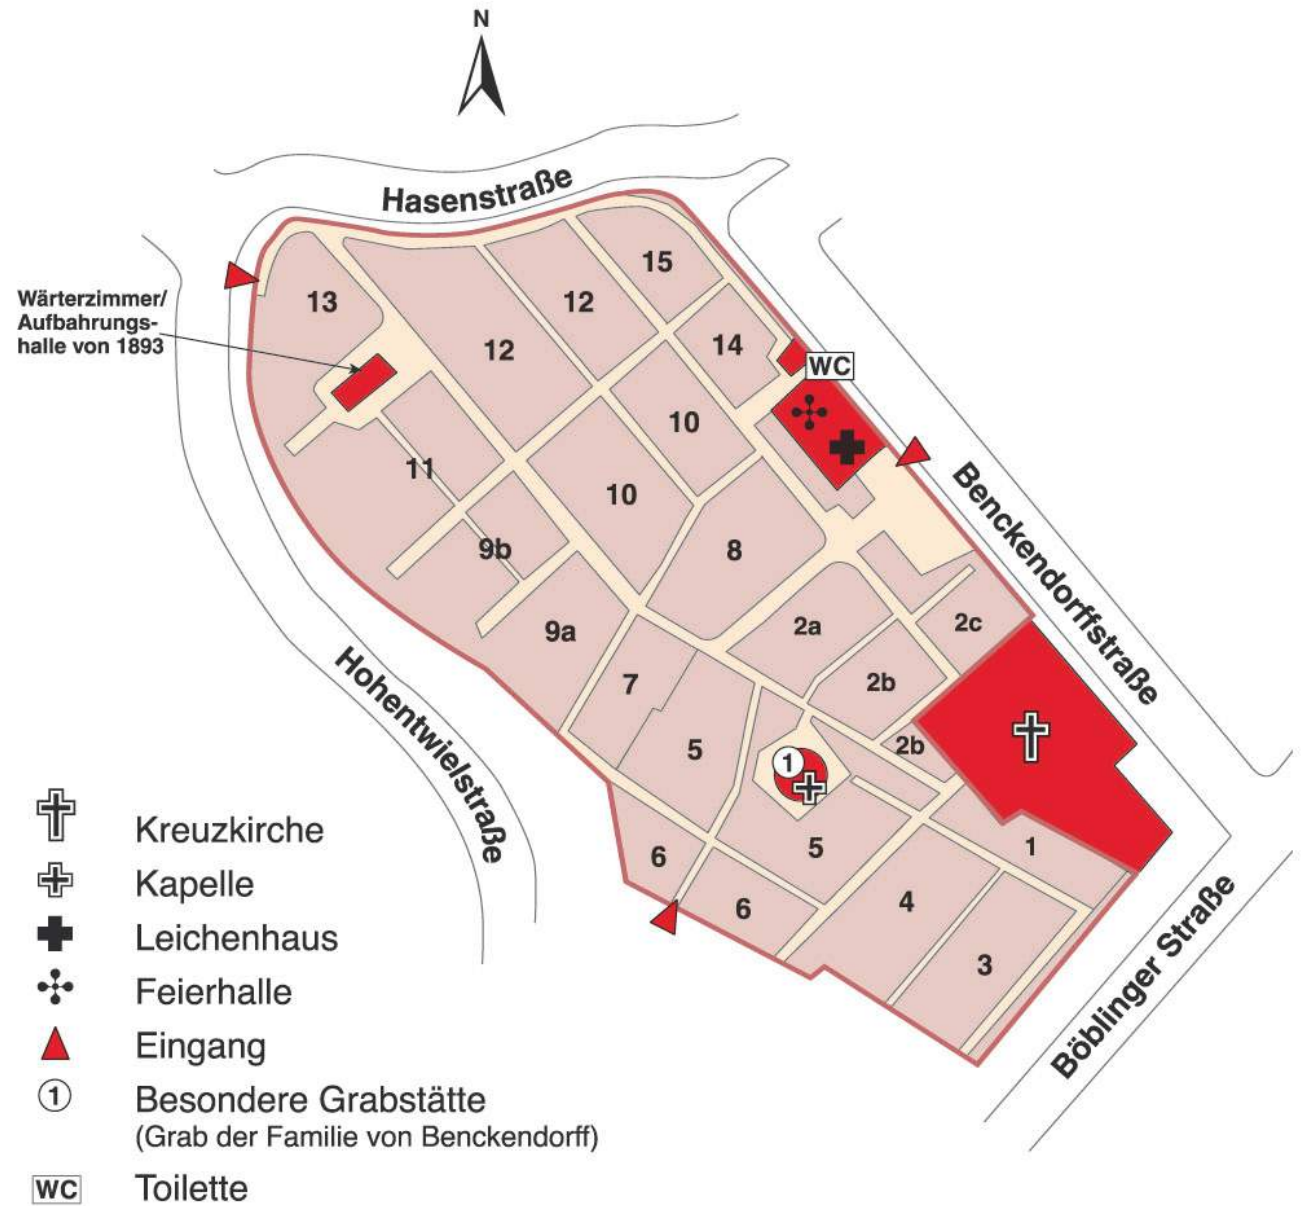 N
Hasenstraße
15
13
12
12
14
WC
Wärterzimmer/
Aufbahrungs-
halle von 1893
10
11
10
9b
8
Benckendorffstraße
9a
2a
2c
7
2b
5
2b
1
Hohentwielstraße
6
5
1
6
4
3
Böblinger Straße
Kreuzkirche
Kapelle
Leichenhaus
Feierhalle
Eingang
1 Besondere Grabstätte
(Grab der Familie von Benckendorff)
WC Toilette